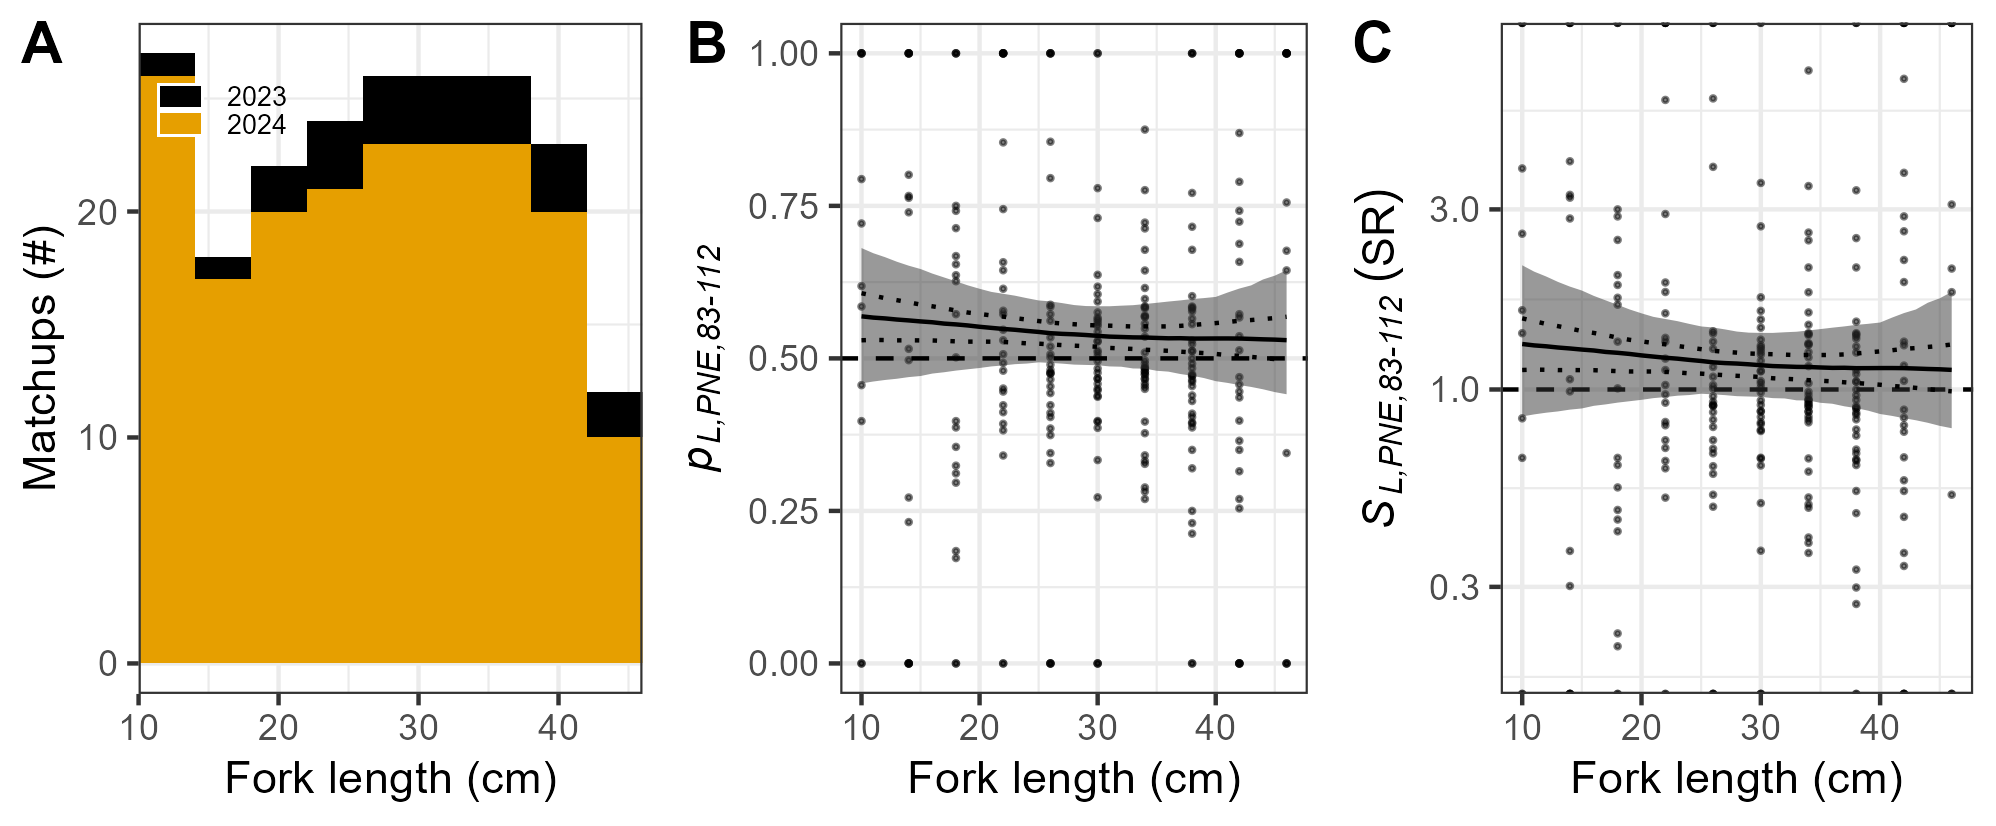 A
2023
2024
20
10
0
Matchups (#)
10 20 30 40
Fork length (cm)
B
1.00
0.75
0.50
0.25
0.00
pL,PNE,83-112
10 20 30 40
Fork length (cm)
C
3.0
1.0
0.3
SL,PNE,83-112 (SR)
10 20 30 40
Fork length (cm)